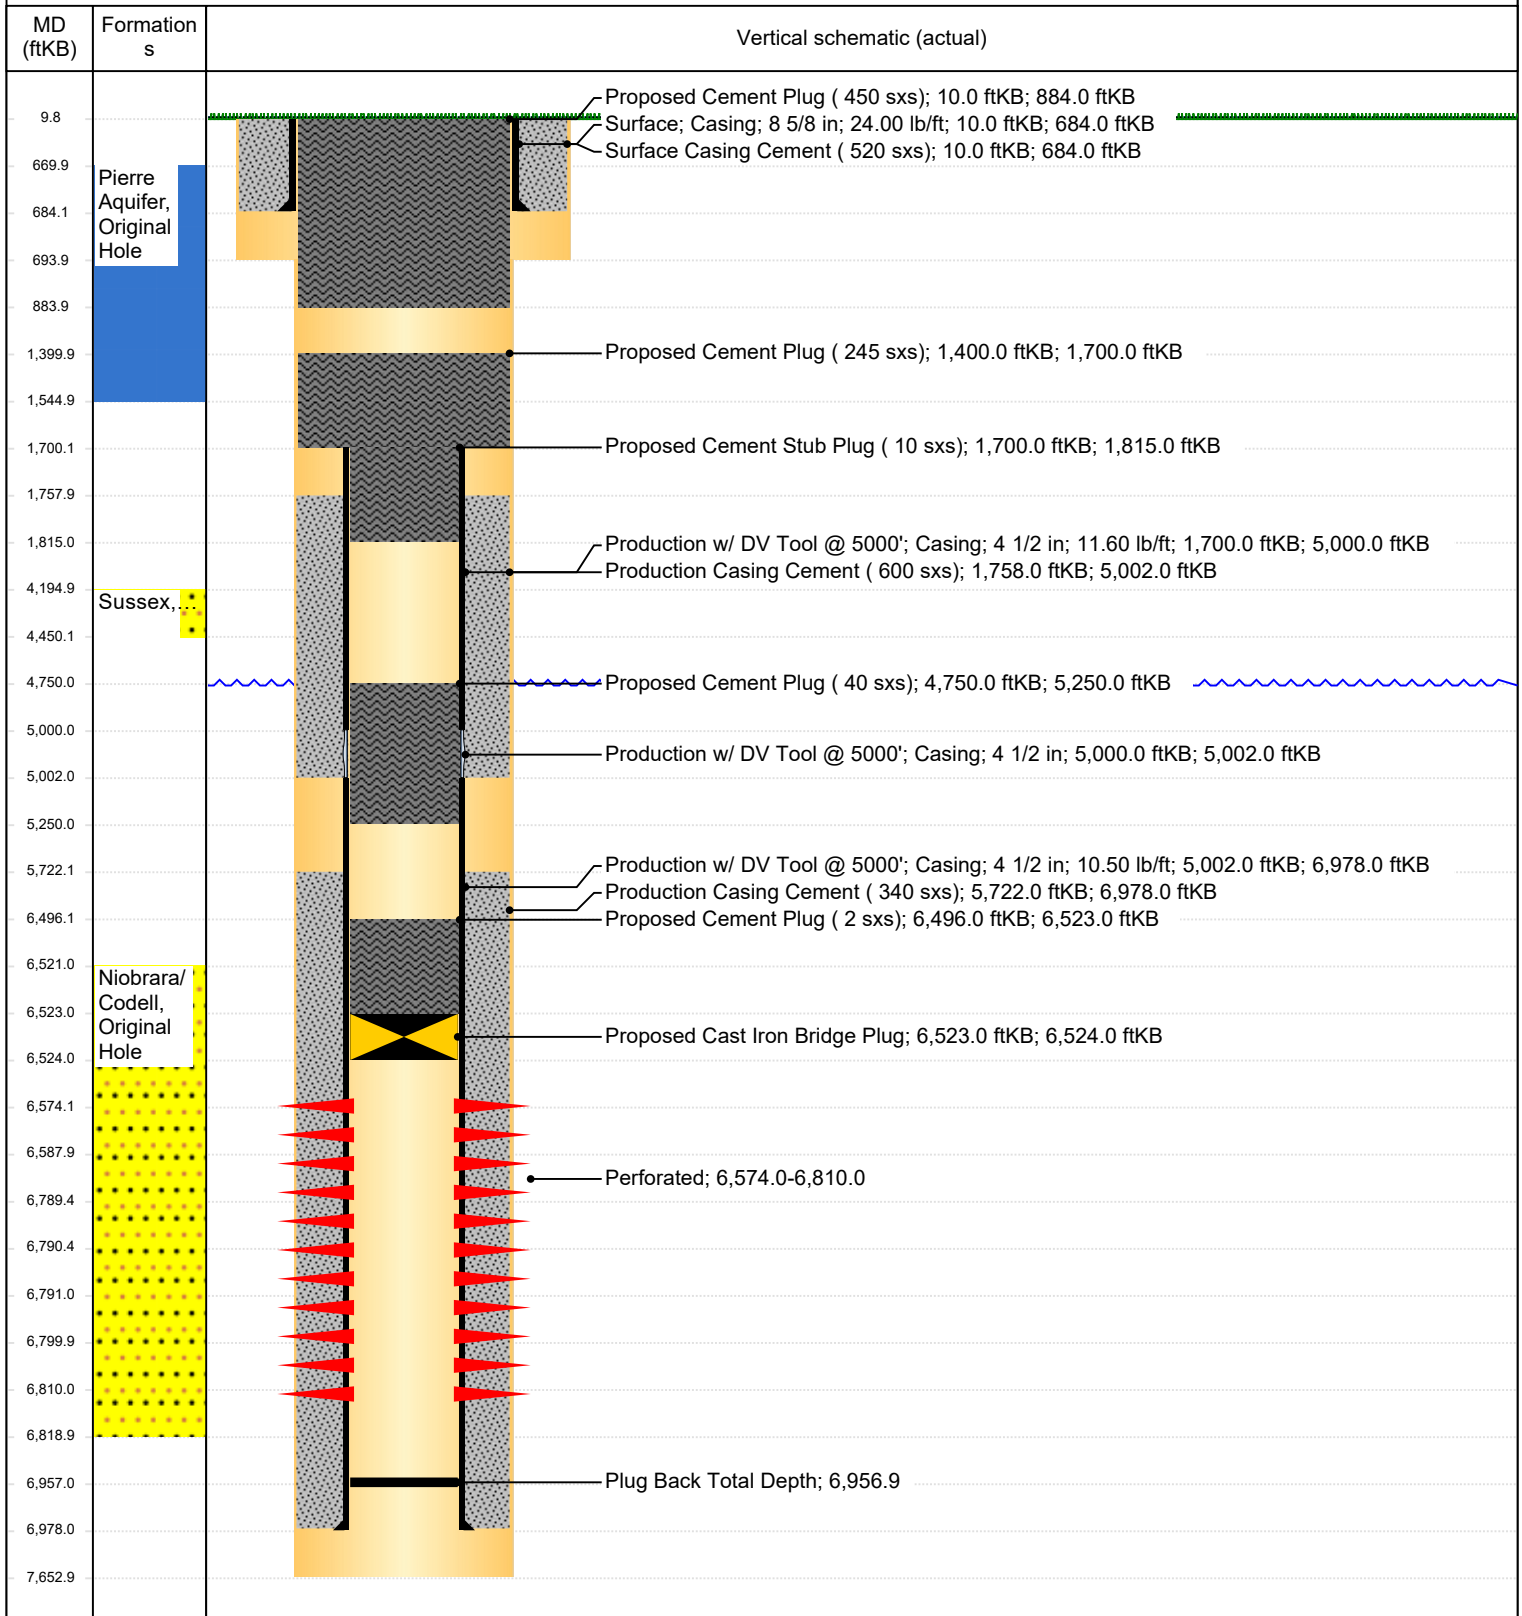 MD
(ftKB)
Formation
s
Vertical schematic (actual)
9.8
669.9
684.1
693.9
883.9
1,399.9
1,544.9
1,700.1
1,757.9
1,815.0
4,194.9
4,450.1
4,750.0
5,000.0
5,002.0
5,250.0
5,722.1
6,496.1
6,521.0
6,523.0
6,524.0
6,574.1
6,587.9
6,789.4
6,790.4
6,791.0
6,799.9
6,810.0
6,818.9
6,957.0
6,978.0
7,652.9
Pierre
Aquifer,
Original
Hole
Sussex,...
Niobrara/
Codell,
Original
Hole
Proposed Cement Plug ( 450 sxs); 10.0 ftKB; 884.0 ftKB
Surface; Casing; 8 5/8 in; 24.00 lb/ft; 10.0 ftKB; 684.0 ftKB
Surface Casing Cement ( 520 sxs); 10.0 ftKB; 684.0 ftKB
Proposed Cement Plug ( 245 sxs); 1,400.0 ftKB; 1,700.0 ftKB
Proposed Cement Stub Plug ( 10 sxs); 1,700.0 ftKB; 1,815.0 ftKB
Production w/ DV Tool @ 5000'; Casing; 4 1/2 in; 11.60 lb/ft; 1,700.0 ftKB; 5,000.0 ftKB
Production Casing Cement ( 600 sxs); 1,758.0 ftKB; 5,002.0 ftKB
Proposed Cement Plug ( 40 sxs); 4,750.0 ftKB; 5,250.0 ftKB
Production w/ DV Tool @ 5000'; Casing; 4 1/2 in; 5,000.0 ftKB; 5,002.0 ftKB
Production w/ DV Tool @ 5000'; Casing; 4 1/2 in; 10.50 lb/ft; 5,002.0 ftKB; 6,978.0 ftKB
Production Casing Cement ( 340 sxs); 5,722.0 ftKB; 6,978.0 ftKB
Proposed Cement Plug ( 2 sxs); 6,496.0 ftKB; 6,523.0 ftKB
Proposed Cast Iron Bridge Plug; 6,523.0 ftKB; 6,524.0 ftKB
Perforated; 6,574.0-6,810.0
Plug Back Total Depth; 6,956.9